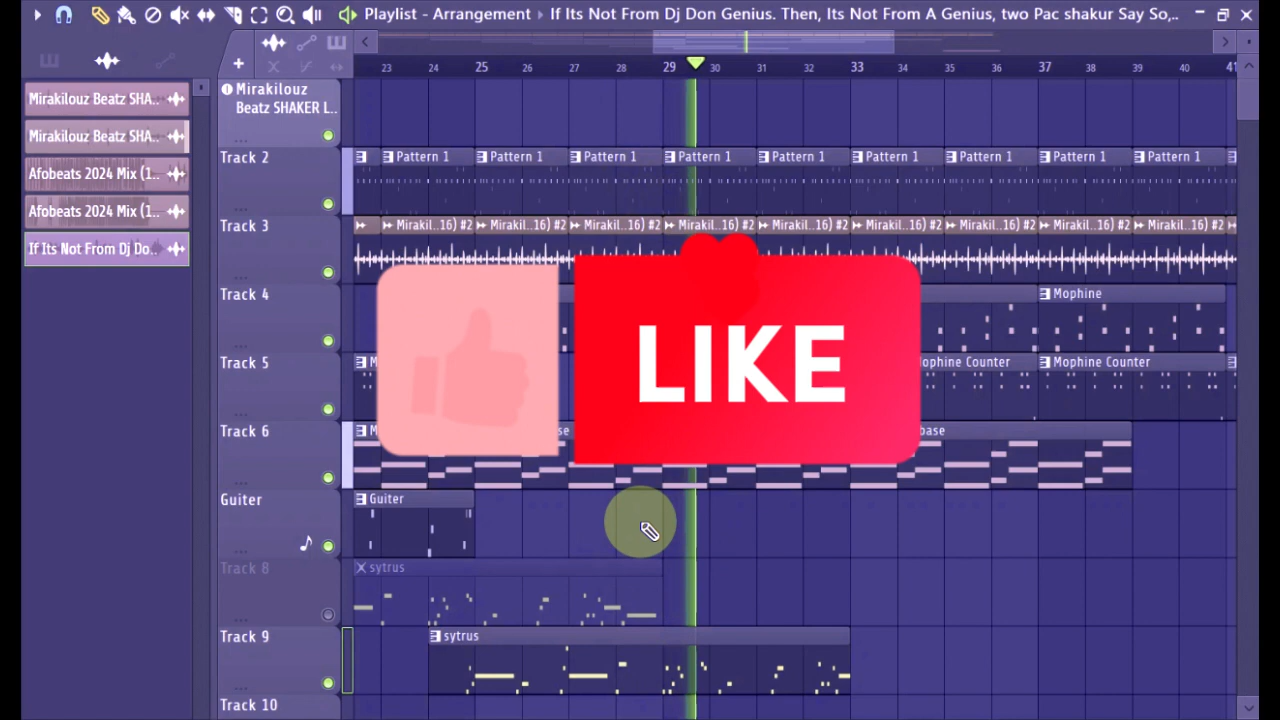 Playlist - Arrangement ▸ If Its Not From Dj Don Genius. Then, Its Not From A Genius, two Pac shakur Say So,..
23 24 25 26 27 28 29 30 31 32 33 34 35 36 37 38 39 40 41
Mirakilouz Beatz SHA..
Mirakilouz Beatz SHA..
Afobeats 2024 Mix (1..
Afobeats 2024 Mix (1..
If Its Not From Dj Do..
Mirakilouz
Beatz SHAKER L..
Track 2
Pattern 1 Pattern 1 Pattern 1 Pattern 1 Pattern 1 Pattern 1 Pattern 1 Pattern 1 Pattern 1
Track 3
Mirakil..16) #2 Mirakil..16) #2 Mirakil..16) #2 Mirakil..16) #2 Mirakil..16) #2 Mirakil..16) #2 Mirakil..16) #2 Mirakil..16) #2 Mirakil..16) #2
Track 4
Mophine
LIKE
Track 5
Mophine Counter
Track 6
Guiter
Guiter
Track 8
sytrus
Track 9
sytrus
Track 10